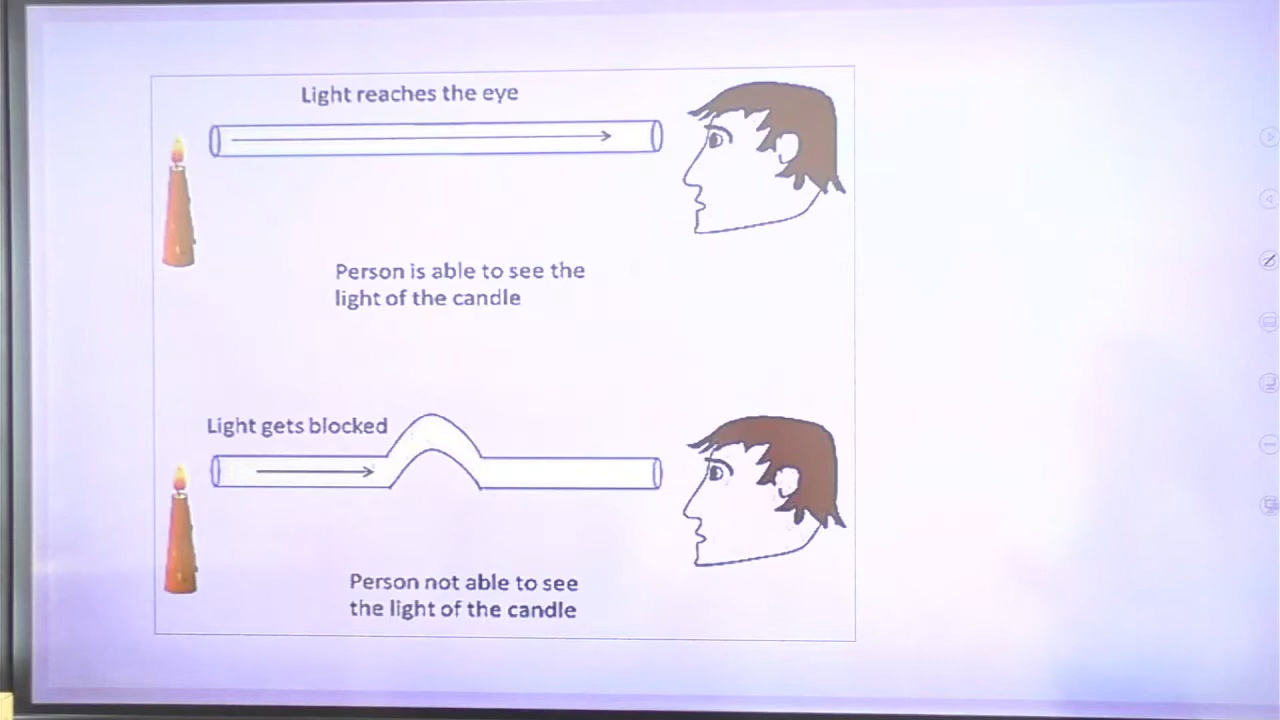 Light reaches the eye
Person is able to see the
light of the candle
Light gets blocked
Person not able to see
the light of the candle